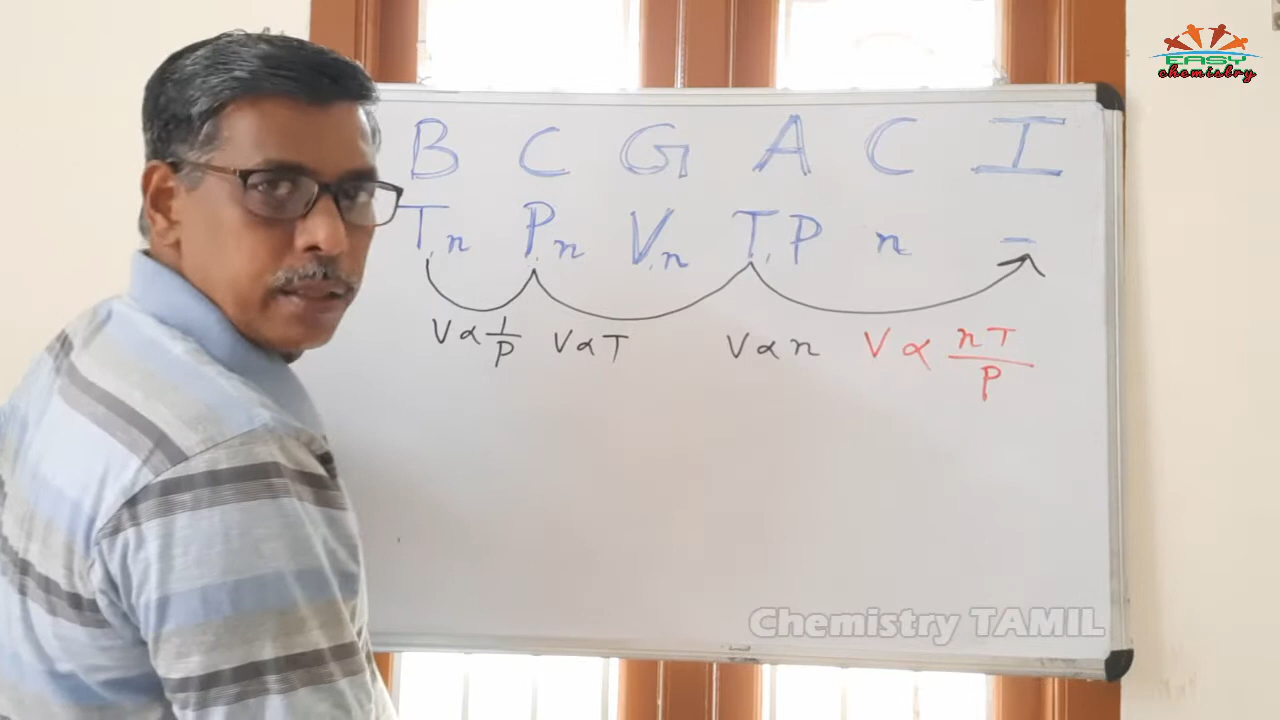 EASY
chemistry
B C G A C I
T, n P, n V, n T, P n –
V ∝ 1/P V ∝ T V ∝ n V ∝ nT/P
Chemistry TAMIL